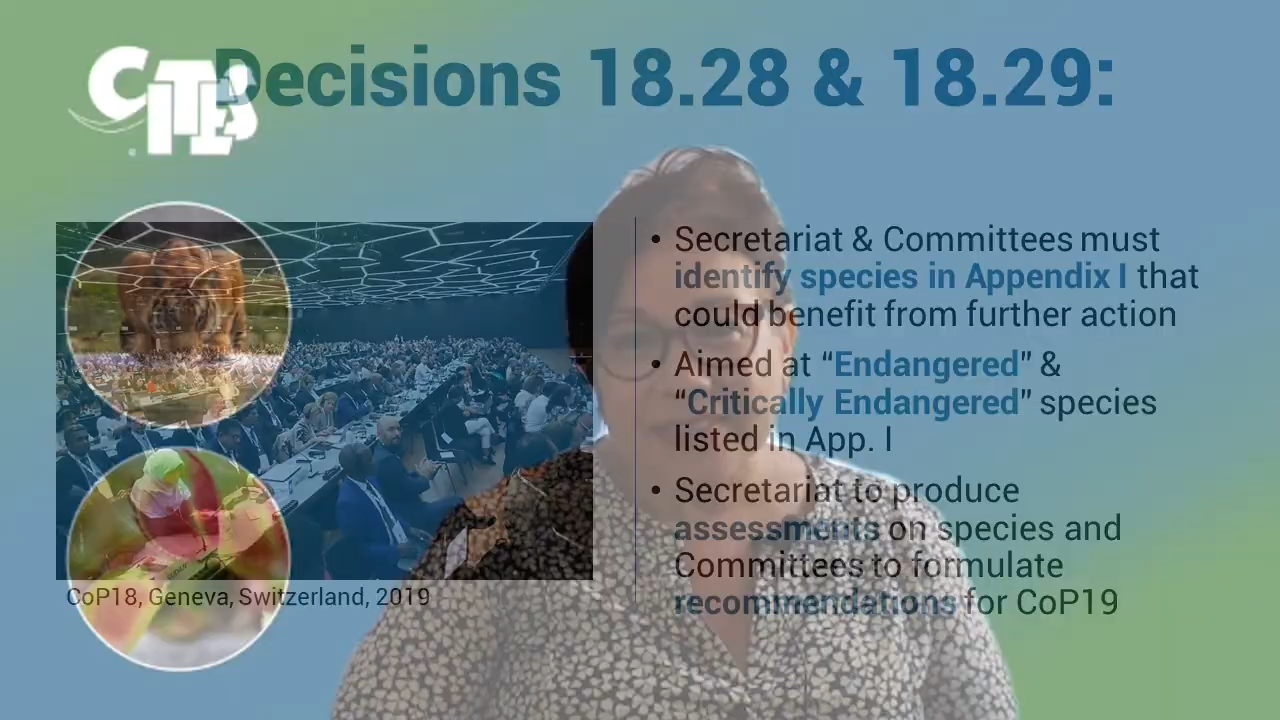 CITES
Decisions 18.28 & 18.29:
• Secretariat & Committees must
identify species in Appendix I that
could benefit from further action
• Aimed at “Endangered” &
“Critically Endangered” species
listed in App. I
• Secretariat to produce
assessments on species and
Committees to formulate
recommendations for CoP19
CoP18, Geneva, Switzerland, 2019